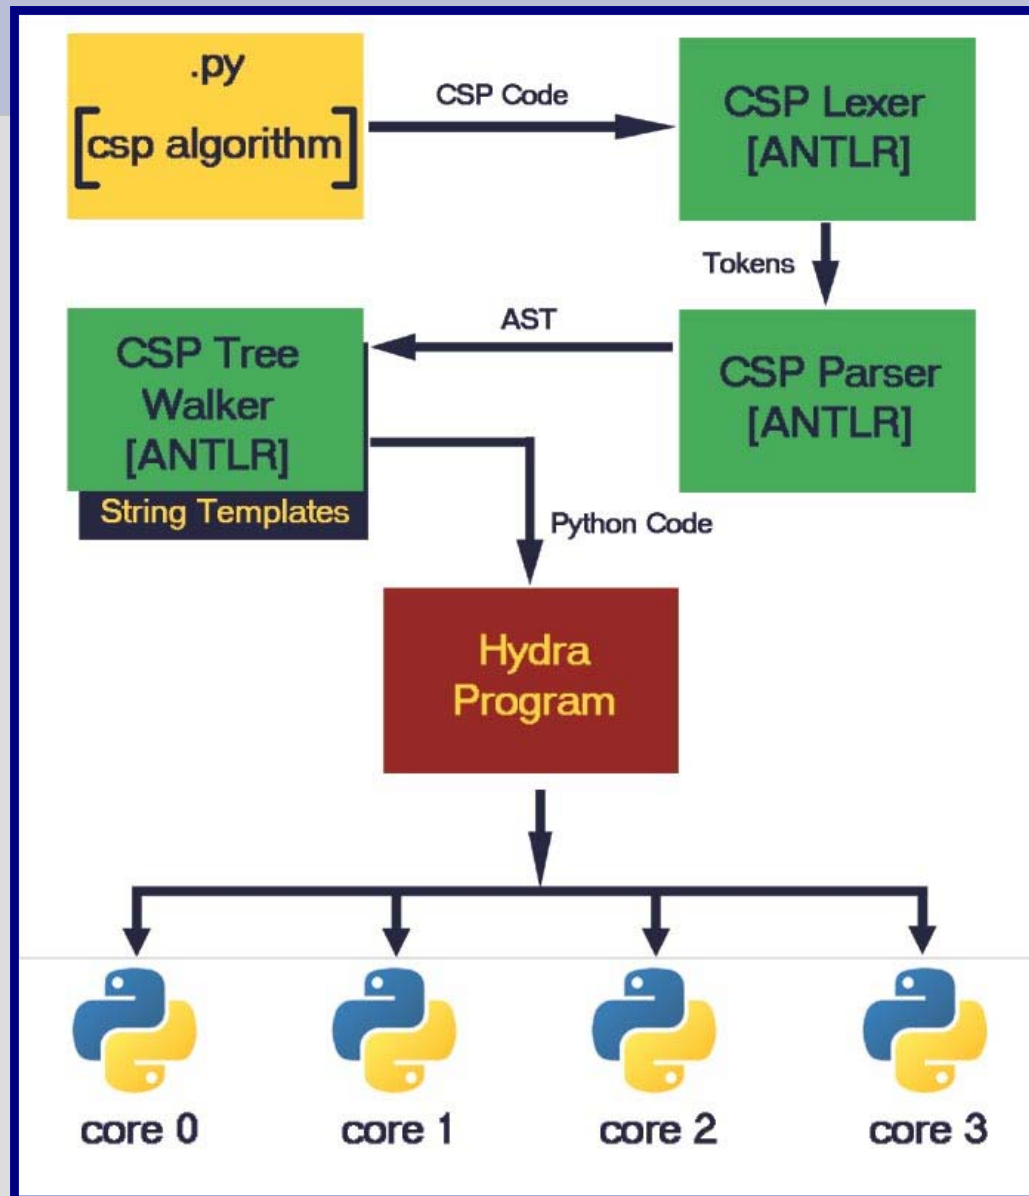 .py
[csp algorithm]
CSP Code
CSP Lexer
[ANTLR]
Tokens
CSP Parser
[ANTLR]
AST
CSP Tree
Walker
[ANTLR]
String Templates
Python Code
Hydra
Program
core 0
core 1
core 2
core 3